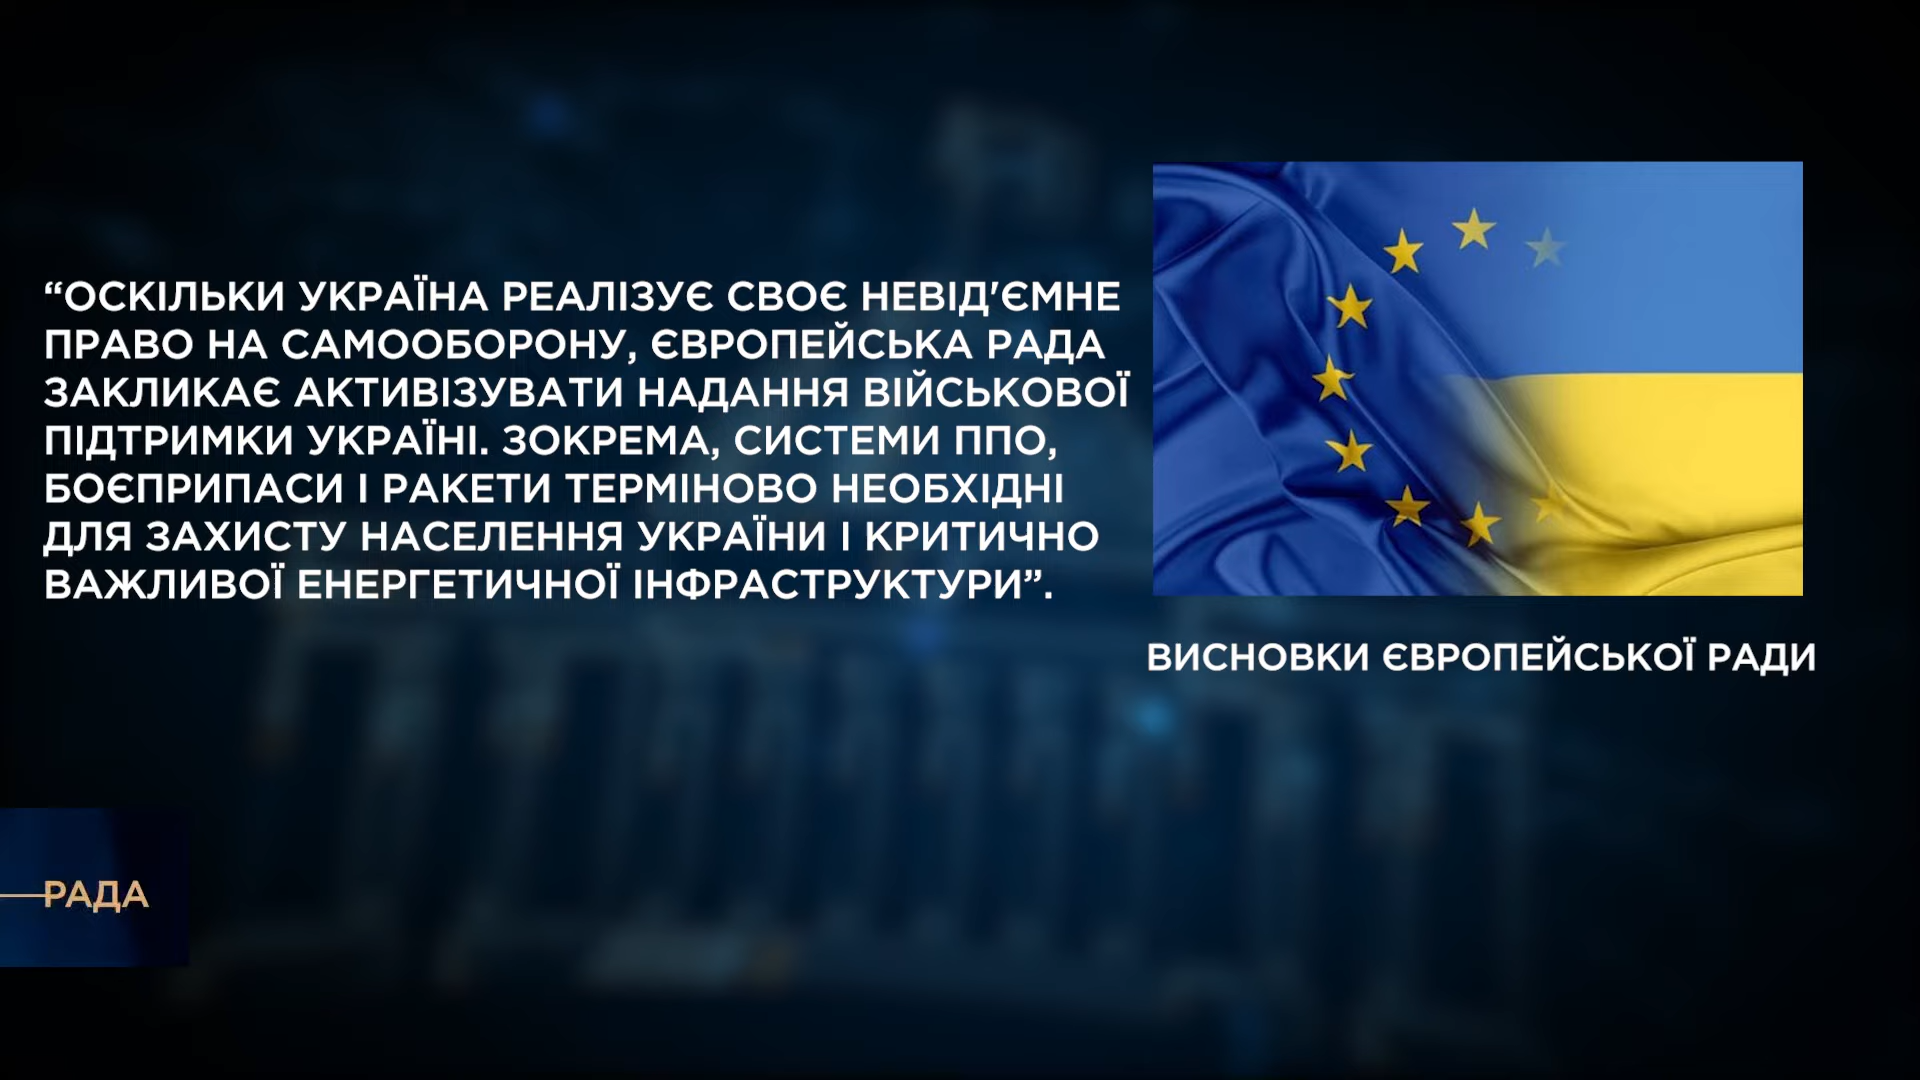 “ОСКІЛЬКИ УКРАЇНА РЕАЛІЗУЄ СВОЄ НЕВІД'ЄМНЕ
ПРАВО НА САМООБОРОНУ, ЄВРОПЕЙСЬКА РАДА
ЗАКЛИКАЄ АКТИВІЗУВАТИ НАДАННЯ ВІЙСЬКОВОЇ
ПІДТРИМКИ УКРАЇНІ. ЗОКРЕМА, СИСТЕМИ ППО,
БОЄПРИПАСИ І РАКЕТИ ТЕРМІНОВО НЕОБХІДНІ
ДЛЯ ЗАХИСТУ НАСЕЛЕННЯ УКРАЇНИ І КРИТИЧНО
ВАЖЛИВОЇ ЕНЕРГЕТИЧНОЇ ІНФРАСТРУКТУРИ”.
ВИСНОВКИ ЄВРОПЕЙСЬКОЇ РАДИ
РАДА